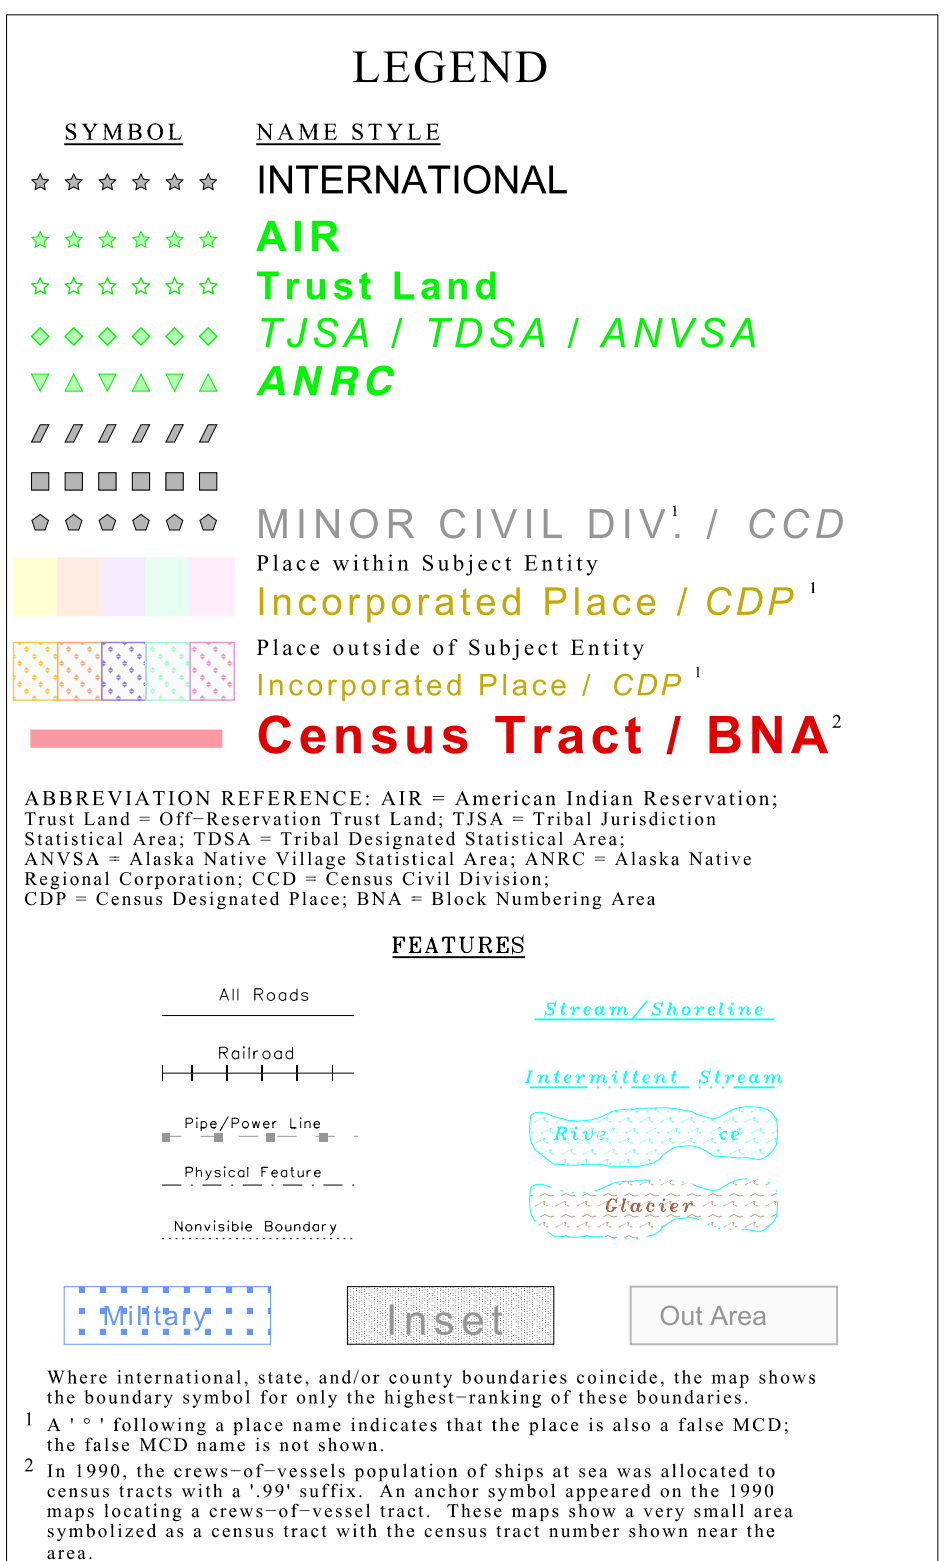 LEGEND
SYMBOL NAME STYLE
INTERNATIONAL
AIR
Trust Land
TJSA / TDSA / ANVSA
ANRC
MINOR CIVIL DIV.¹ / CCD
Place within Subject Entity
Incorporated Place / CDP ¹
Place outside of Subject Entity
Incorporated Place / CDP ¹
Census Tract / BNA²
ABBREVIATION REFERENCE: AIR = American Indian Reservation;
Trust Land = Off−Reservation Trust Land; TJSA = Tribal Jurisdiction
Statistical Area; TDSA = Tribal Designated Statistical Area;
ANVSA = Alaska Native Village Statistical Area; ANRC = Alaska Native
Regional Corporation; CCD = Census Civil Division;
CDP = Census Designated Place; BNA = Block Numbering Area
FEATURES
All Roads
Stream/Shoreline
Railroad
Intermittent Stream
Pipe/Power Line
Physical Feature
Glacier
Nonvisible Boundary
Military Inset Out Area
Where international, state, and/or county boundaries coincide, the map shows
the boundary symbol for only the highest−ranking of these boundaries.
1 A ' ° ' following a place name indicates that the place is also a false MCD;
the false MCD name is not shown.
2 In 1990, the crews−of−vessels population of ships at sea was allocated to
census tracts with a '.99' suffix. An anchor symbol appeared on the 1990
maps locating a crews−of−vessel tract. These maps show a very small area
symbolized as a census tract with the census tract number shown near the
area.